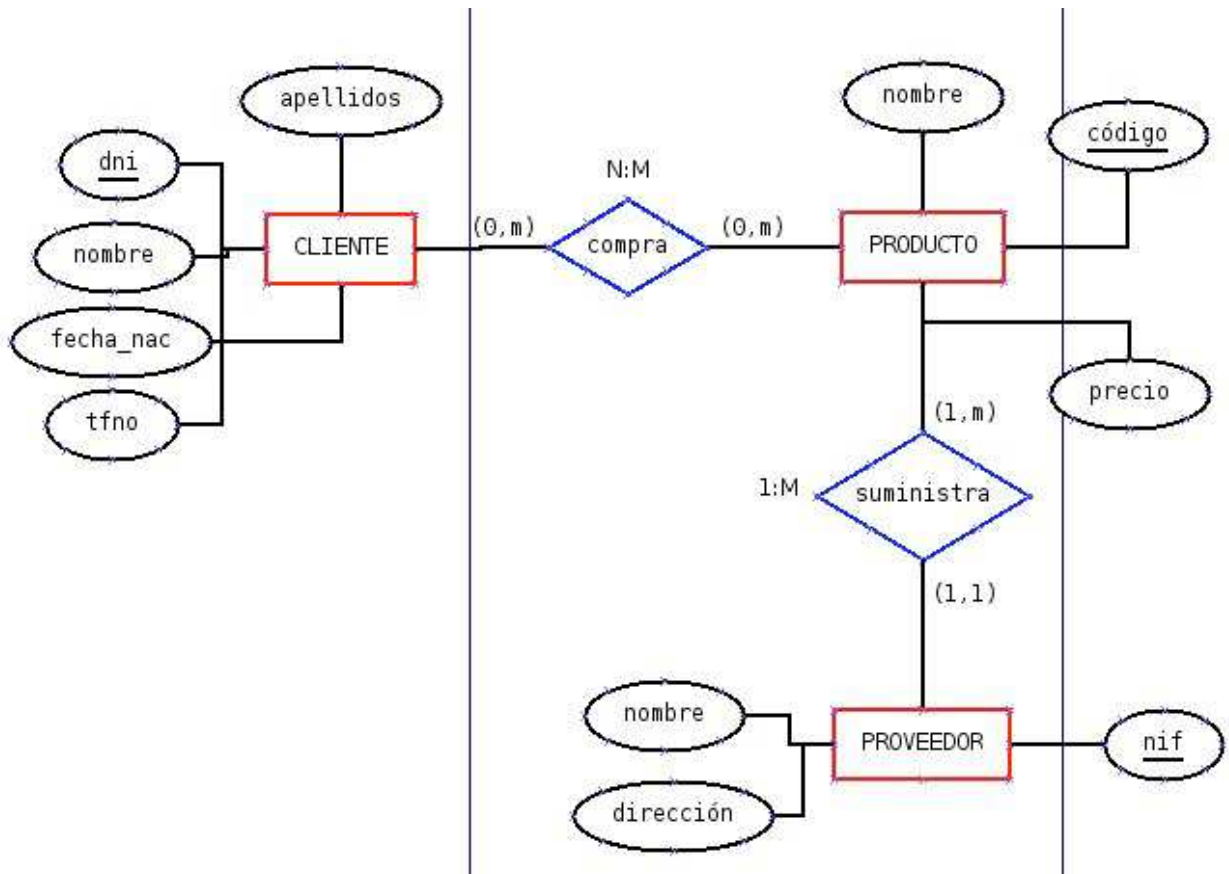 apellidos
nombre
dni
código
N:M
nombre
CLIENTE
(0,m)
compra
(0,m)
PRODUCTO
fecha_nac
tfno
precio
(1,m)
1:M
suministra
(1,1)
nombre
PROVEEDOR
nif
dirección